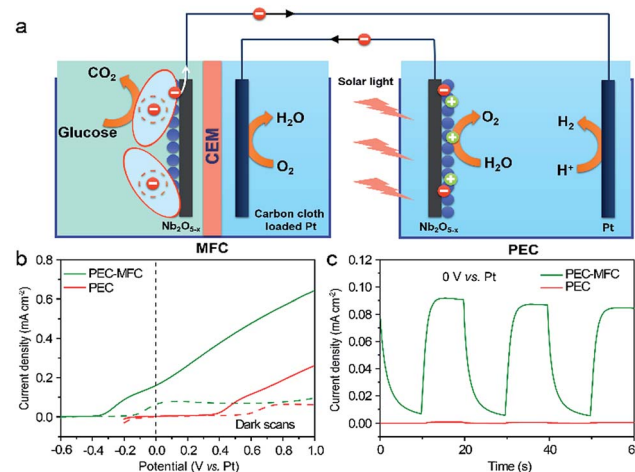 a
CO₂
Glucose
Nb₂O₅₋ₓ
CEM
H₂O
O₂
Carbon cloth
loaded Pt
MFC
Solar light
O₂
H₂O
Nb₂O₅₋ₓ
H₂
H⁺
Pt
PEC
b
PEC-MFC
PEC
Dark scans
Current density (mA cm⁻²)
0.8
0.6
0.4
0.2
0.0
-0.6 -0.4 -0.2 0.0 0.2 0.4 0.6 0.8 1.0
Potential (V vs. Pt)
c
0 V vs. Pt
PEC-MFC
PEC
Current density (mA cm⁻²)
0.12
0.10
0.08
0.06
0.04
0.02
0.00
0 20 40 60
Time (s)